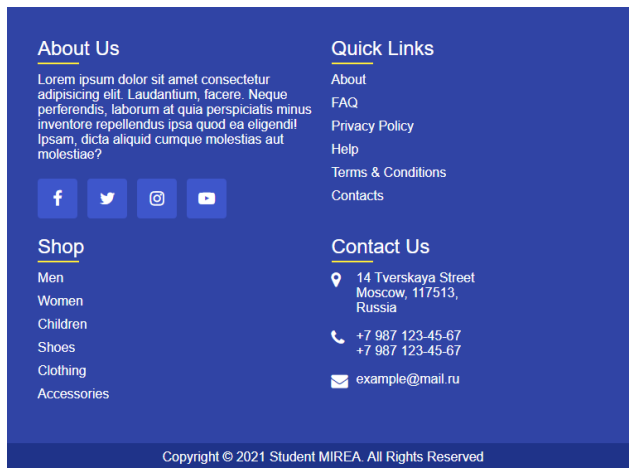 About Us
Lorem ipsum dolor sit amet consectetur
adipisicing elit. Laudantium, facere. Neque
perferendis, laborum at quia perspiciatis minus
inventore repellendus ipsa quod ea eligendi!
Ipsam, dicta aliquid cumque molestias aut
molestiae?
Quick Links
About
FAQ
Privacy Policy
Help
Terms & Conditions
Contacts
Shop
Men
Women
Children
Shoes
Clothing
Accessories
Contact Us
14 Tverskaya Street
Moscow, 117513,
Russia
+7 987 123-45-67
+7 987 123-45-67
example@mail.ru
Copyright © 2021 Student MIREA. All Rights Reserved